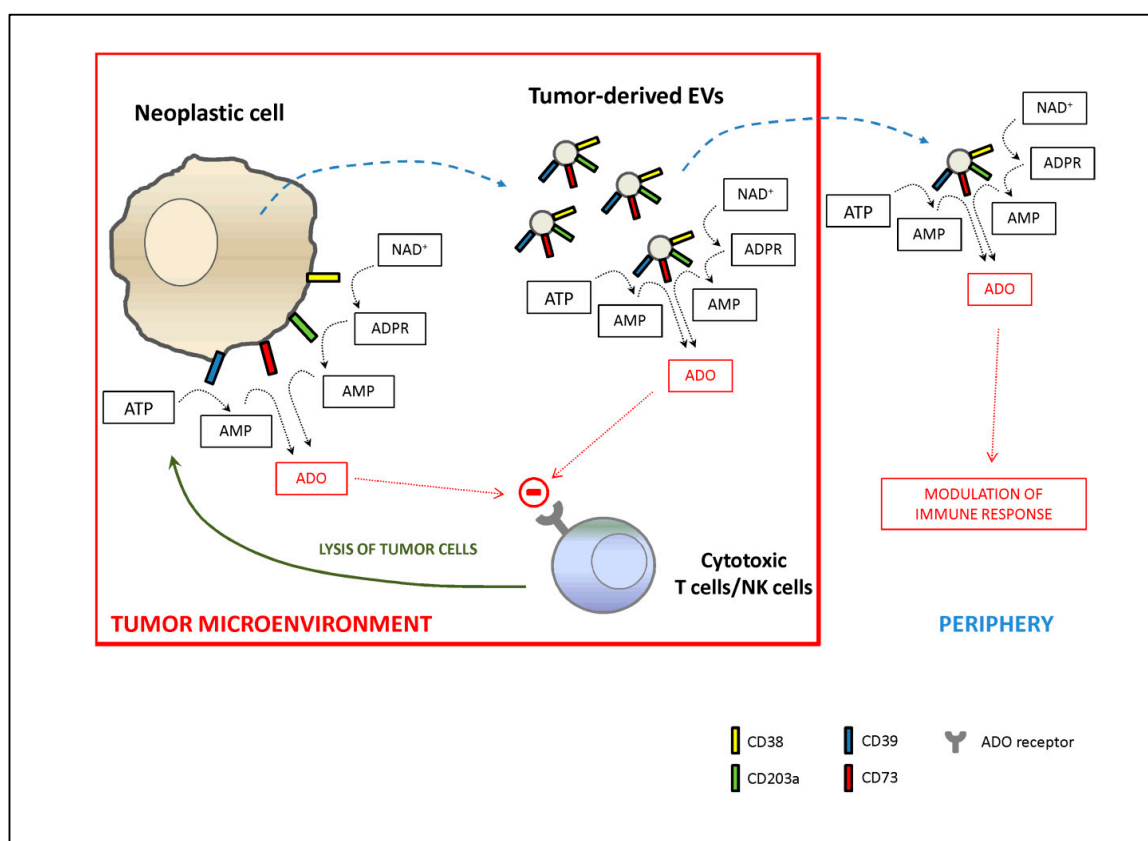 Neoplastic cell
NAD⁺
ADPR
AMP
ATP
AMP
ADO
Tumor-derived EVs
NAD⁺
ADPR
AMP
ATP
AMP
ADO
NAD⁺
ADPR
AMP
ATP
AMP
ADO
MODULATION OF
IMMUNE RESPONSE
LYSIS OF TUMOR CELLS
Cytotoxic
T cells/NK cells
TUMOR MICROENVIRONMENT
PERIPHERY
CD38
CD39
ADO receptor
CD203a
CD73